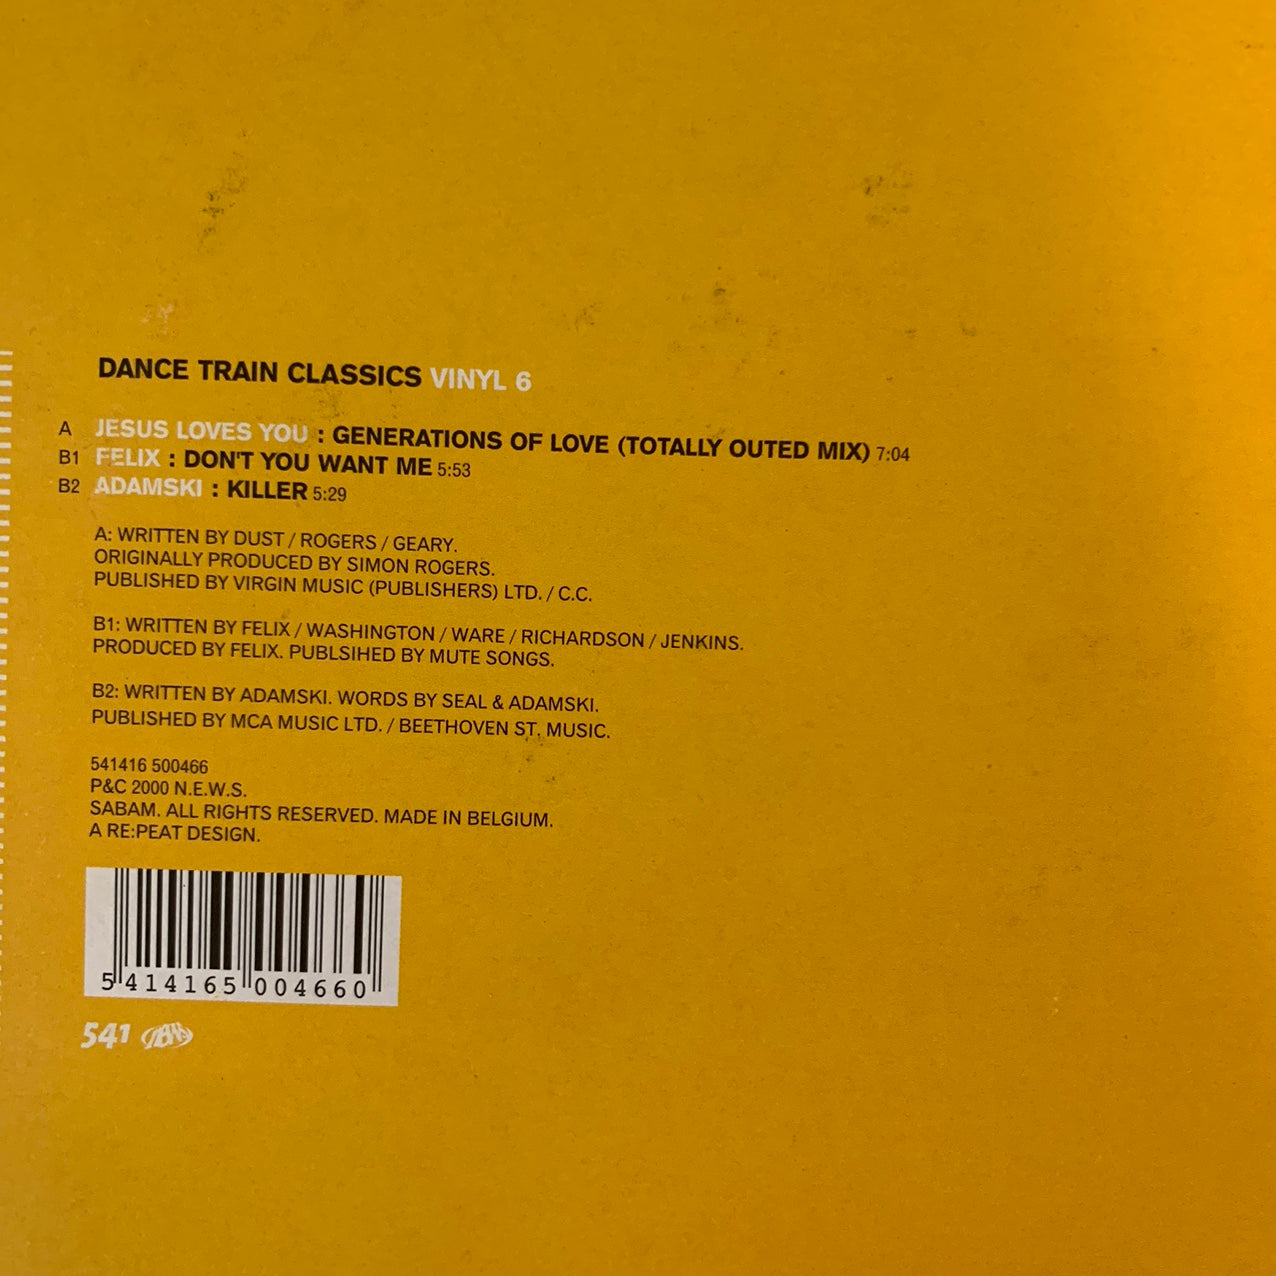 DANCE TRAIN CLASSICS VINYL 6
A JESUS LOVES YOU : GENERATIONS OF LOVE (TOTALLY OUTED MIX) 7:04
B1 FELIX : DON'T YOU WANT ME 5:53
B2 ADAMSKI : KILLER 5:29
A: WRITTEN BY DUST / ROGERS / GEARY.
ORIGINALLY PRODUCED BY SIMON ROGERS.
PUBLISHED BY VIRGIN MUSIC (PUBLISHERS) LTD. / C.C.
B1: WRITTEN BY FELIX / WASHINGTON / WARE / RICHARDSON / JENKINS.
PRODUCED BY FELIX. PUBLSIHED BY MUTE SONGS.
B2: WRITTEN BY ADAMSKI. WORDS BY SEAL & ADAMSKI.
PUBLISHED BY MCA MUSIC LTD. / BEETHOVEN ST. MUSIC.
541416 500466
P&C 2000 N.E.W.S.
SABAM. ALL RIGHTS RESERVED. MADE IN BELGIUM.
A RE:PEAT DESIGN.
5 414165 004660
541